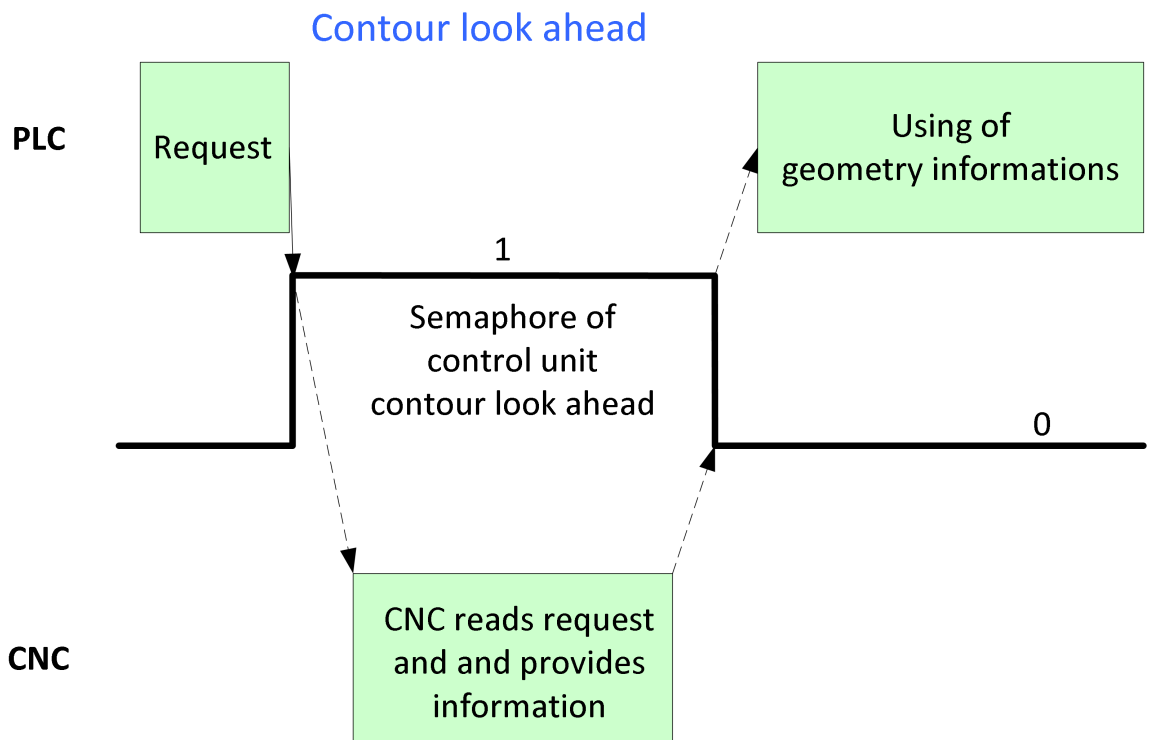 Contour look ahead
PLC
Request
Using of
geometry informations
1
Semaphore of
control unit
contour look ahead
0
CNC
CNC reads request
and and provides
information